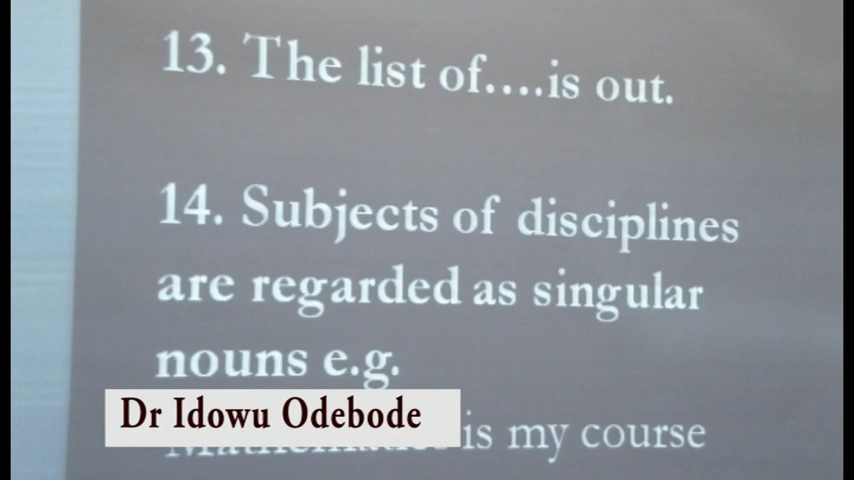 13. The list of....is out.
14. Subjects of disciplines
are regarded as singular
nouns e.g.
Dr Idowu Odebode
Mathematics is my course